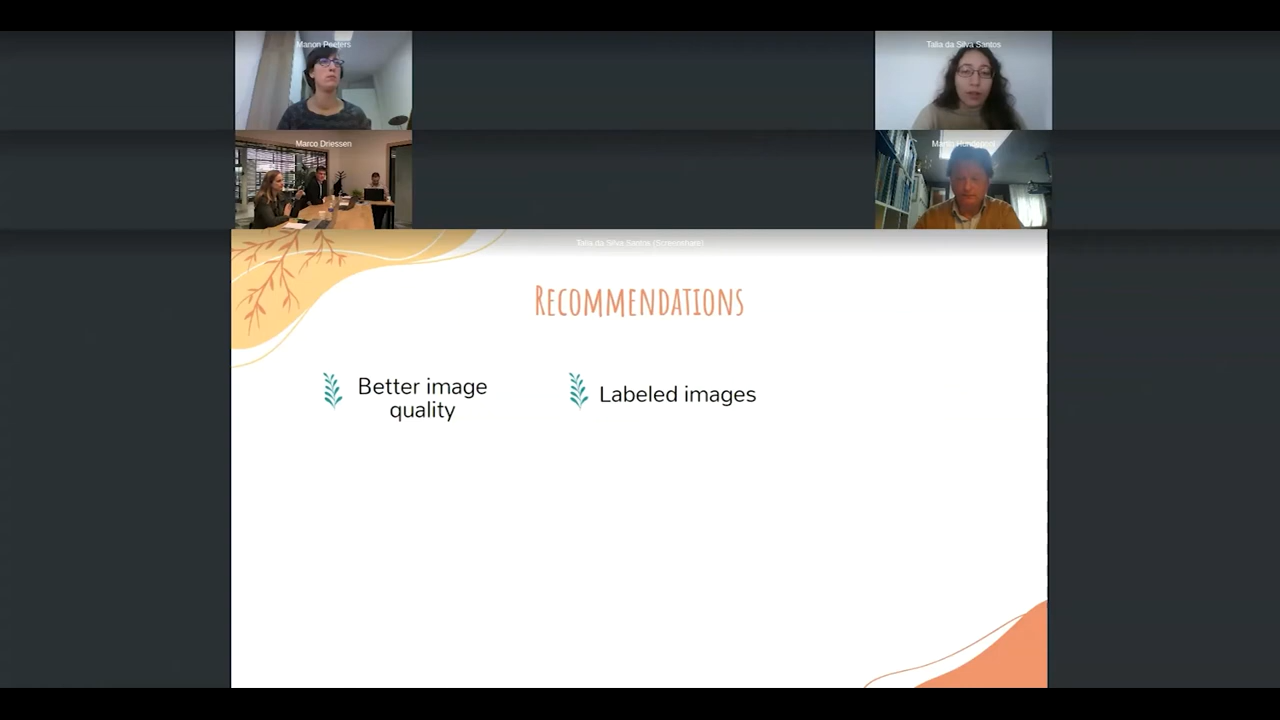 Manon Peeters
Talia da Silva Santos
Marco Driessen
Talia da Silva Santos (Screenshare)
RECOMMENDATIONS
Better image
quality
Labeled images